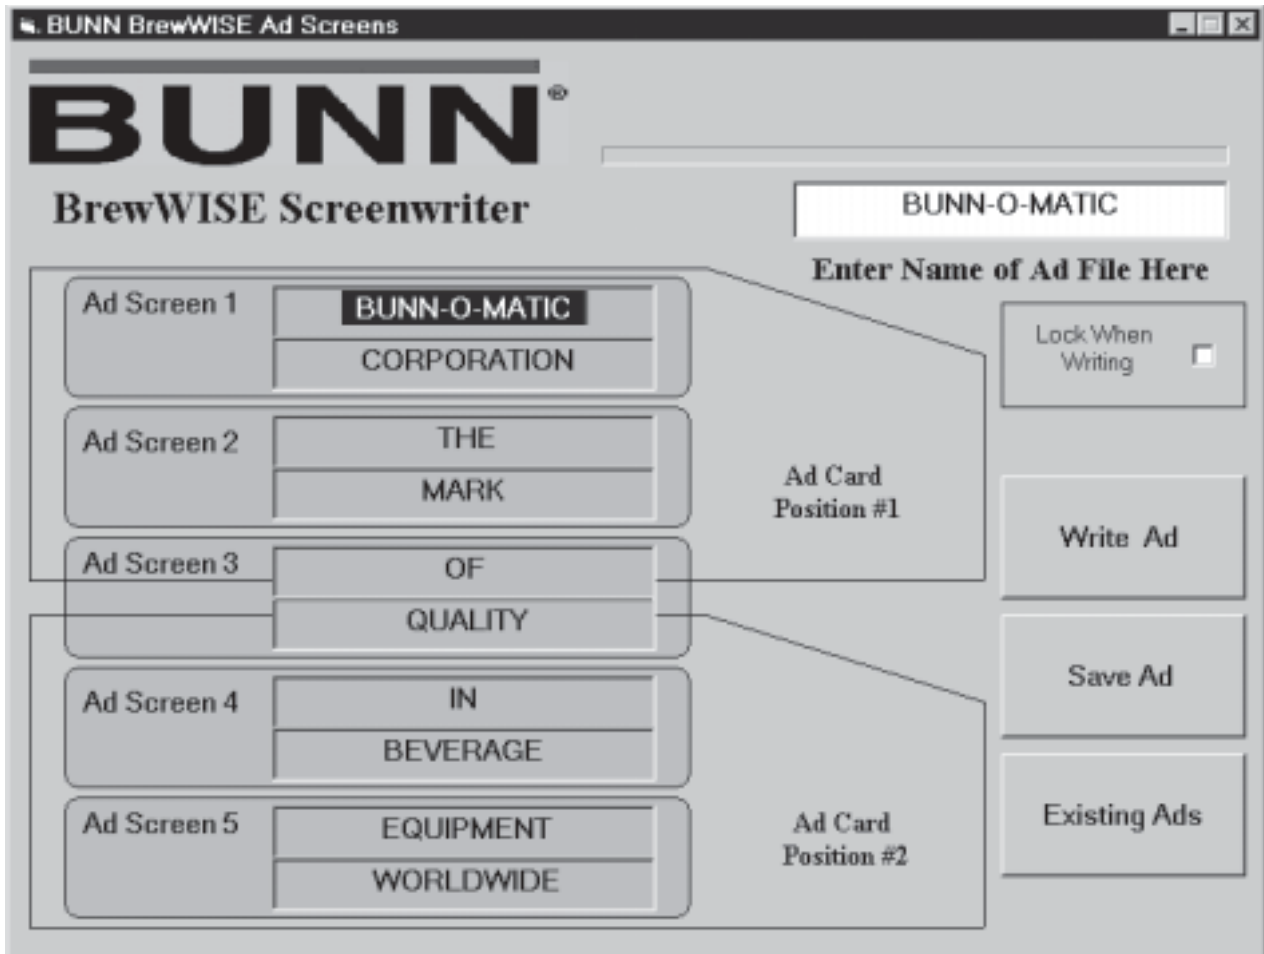 BUNN BrewWISE Ad Screens
BUNN®
BrewWISE Screenwriter
BUNN-O-MATIC
Enter Name of Ad File Here
Ad Screen 1
BUNN-O-MATIC
CORPORATION
Lock When
Writing
Ad Screen 2
THE
MARK
Ad Card
Position #1
Write Ad
Ad Screen 3
OF
QUALITY
Save Ad
Ad Screen 4
IN
BEVERAGE
Existing Ads
Ad Screen 5
EQUIPMENT
WORLDWIDE
Ad Card
Position #2